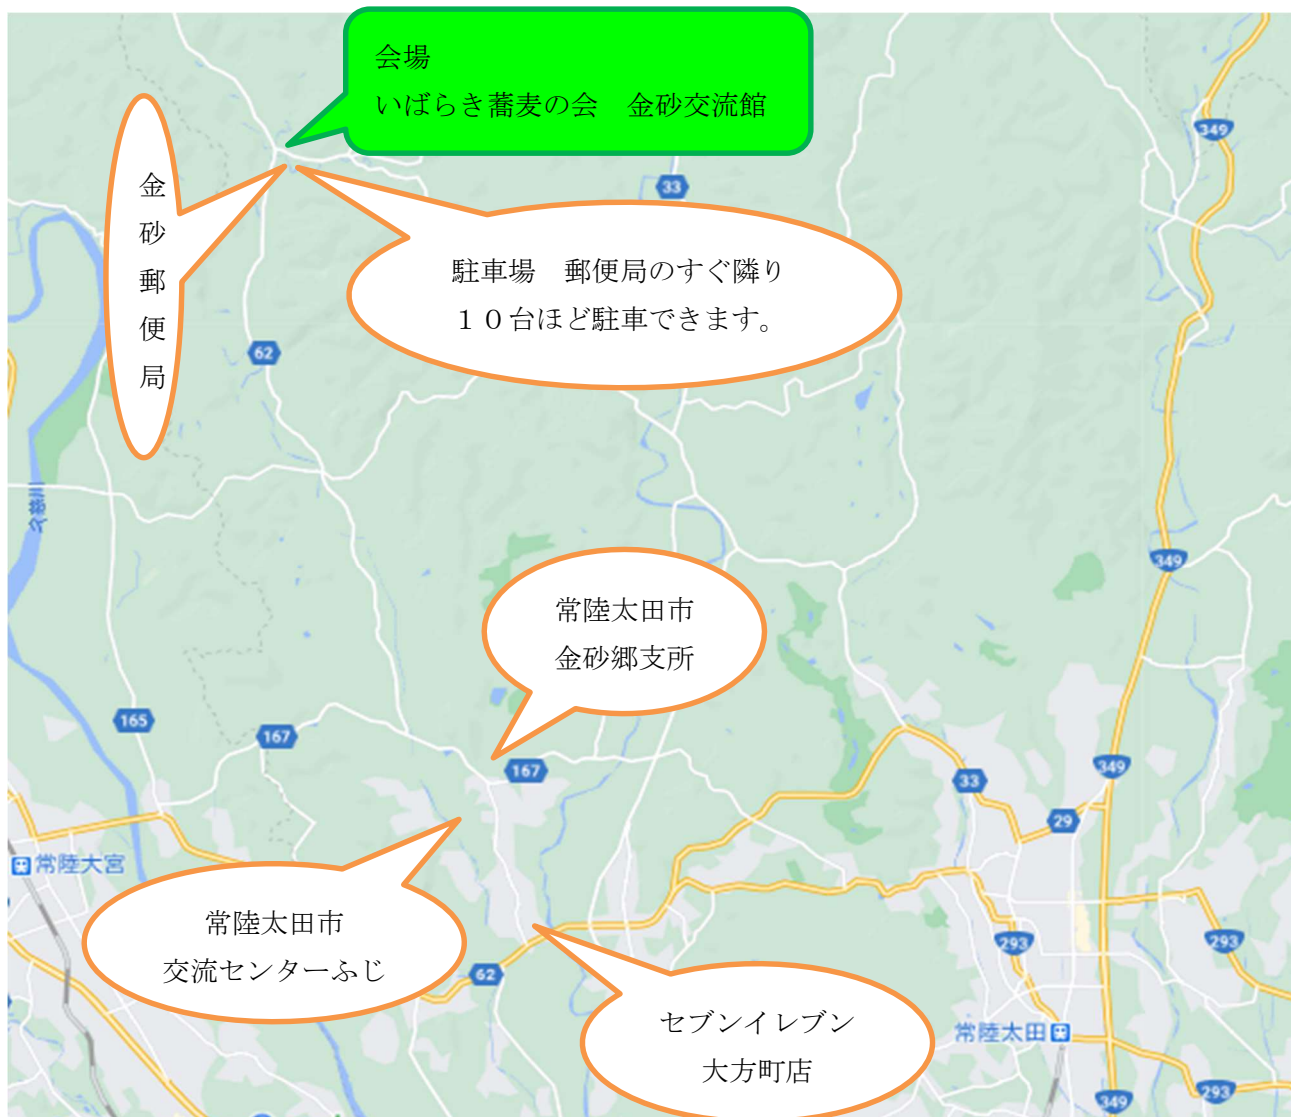 会場
いばらき蕎麦の会　金砂交流館
349
33
金砂郵便局
駐車場　郵便局のすぐ隣り
１０台ほど駐車できます。
62
久慈川
349
常陸太田市
金砂郷支所
165
167
167
349
33
29
常陸大宮
常陸太田市
交流センターふじ
293
293
62
セブンイレブン
大方町店
常陸太田
349
293